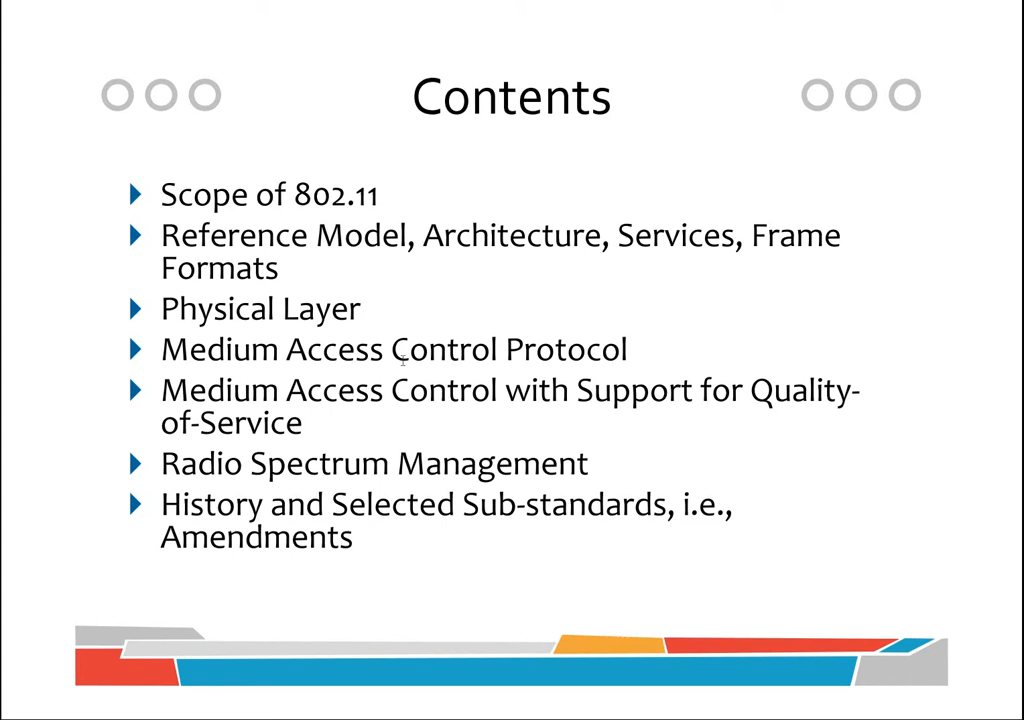 Contents
Scope of 802.11
Reference Model, Architecture, Services, Frame
Formats
Physical Layer
Medium Access Control Protocol
Medium Access Control with Support for Quality-
of-Service
Radio Spectrum Management
History and Selected Sub-standards, i.e.,
Amendments